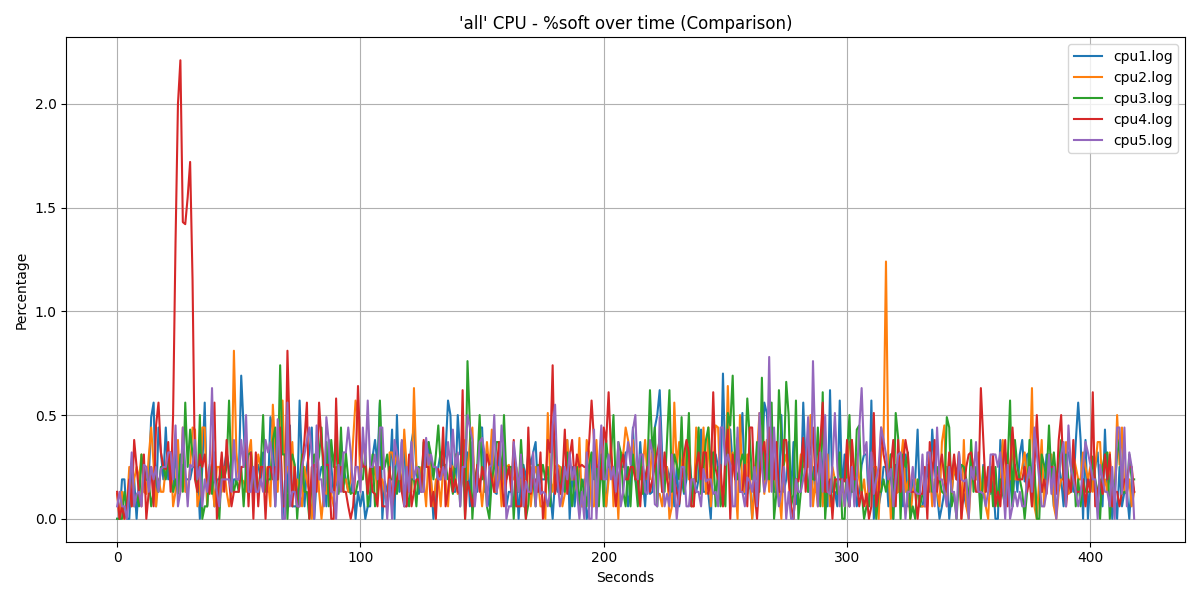 'all' CPU - %soft over time (Comparison)
cpu1.log
cpu2.log
cpu3.log
cpu4.log
cpu5.log
Percentage
2.0
1.5
1.0
0.5
0.0
0 100 200 300 400
Seconds